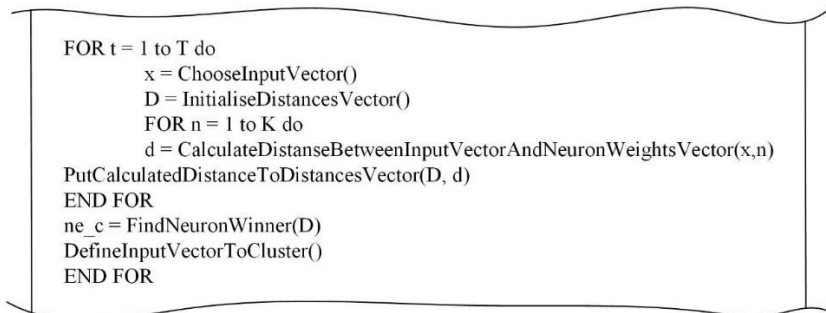 FOR t = 1 to T do
x = ChooseInputVector()
D = InitialiseDistancesVector()
FOR n = 1 to K do
d = CalculateDistanseBetweenInputVectorAndNeuronWeightsVector(x,n)
PutCalculatedDistanceToDistancesVector(D, d)
END FOR
ne_c = FindNeuronWinner(D)
DefineInputVectorToCluster()
END FOR